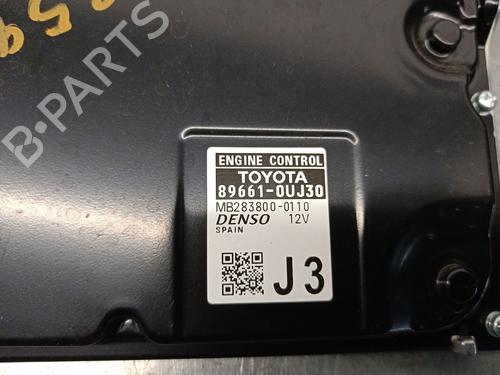 B-PARTS
ENGINE CONTROL
TOYOTA
89661-0UJ30
MB283800-0110
DENSO 12V
SPAIN
J3